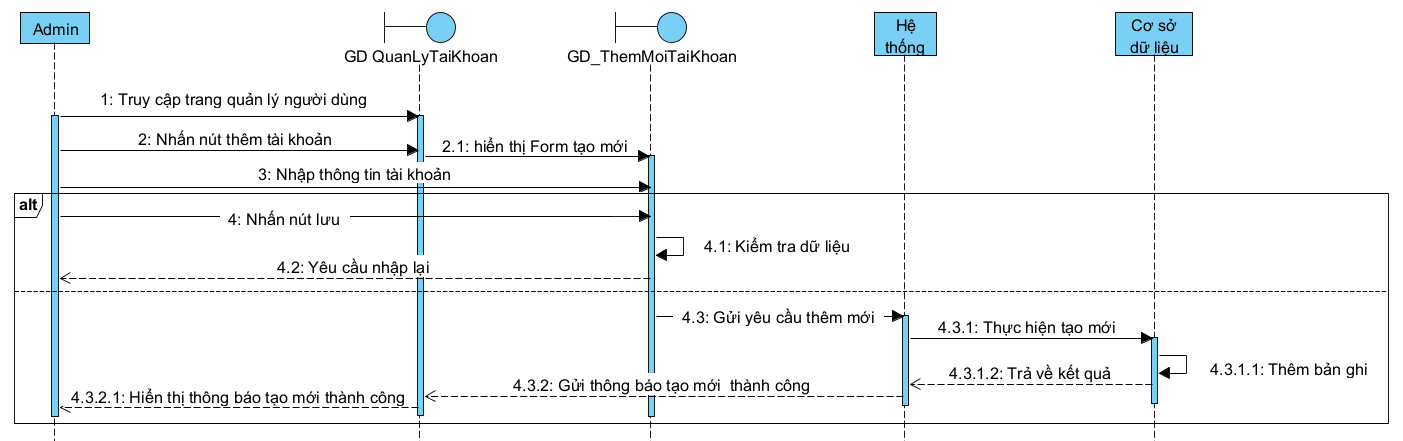 Admin
GD QuanLyTaiKhoan
GD_ThemMoiTaiKhoan
Hệ
thống
Cơ sở
dữ liệu
1: Truy cập trang quản lý người dùng
2: Nhấn nút thêm tài khoản
2.1: hiển thị Form tạo mới
3: Nhập thông tin tài khoản
alt
4: Nhấn nút lưu
4.1: Kiểm tra dữ liệu
4.2: Yêu cầu nhập lại
4.3: Gửi yêu cầu thêm mới
4.3.1: Thực hiện tạo mới
4.3.1.1: Thêm bản ghi
4.3.1.2: Trả về kết quả
4.3.2: Gửi thông báo tạo mới  thành công
4.3.2.1: Hiển thị thông báo tạo mới thành công